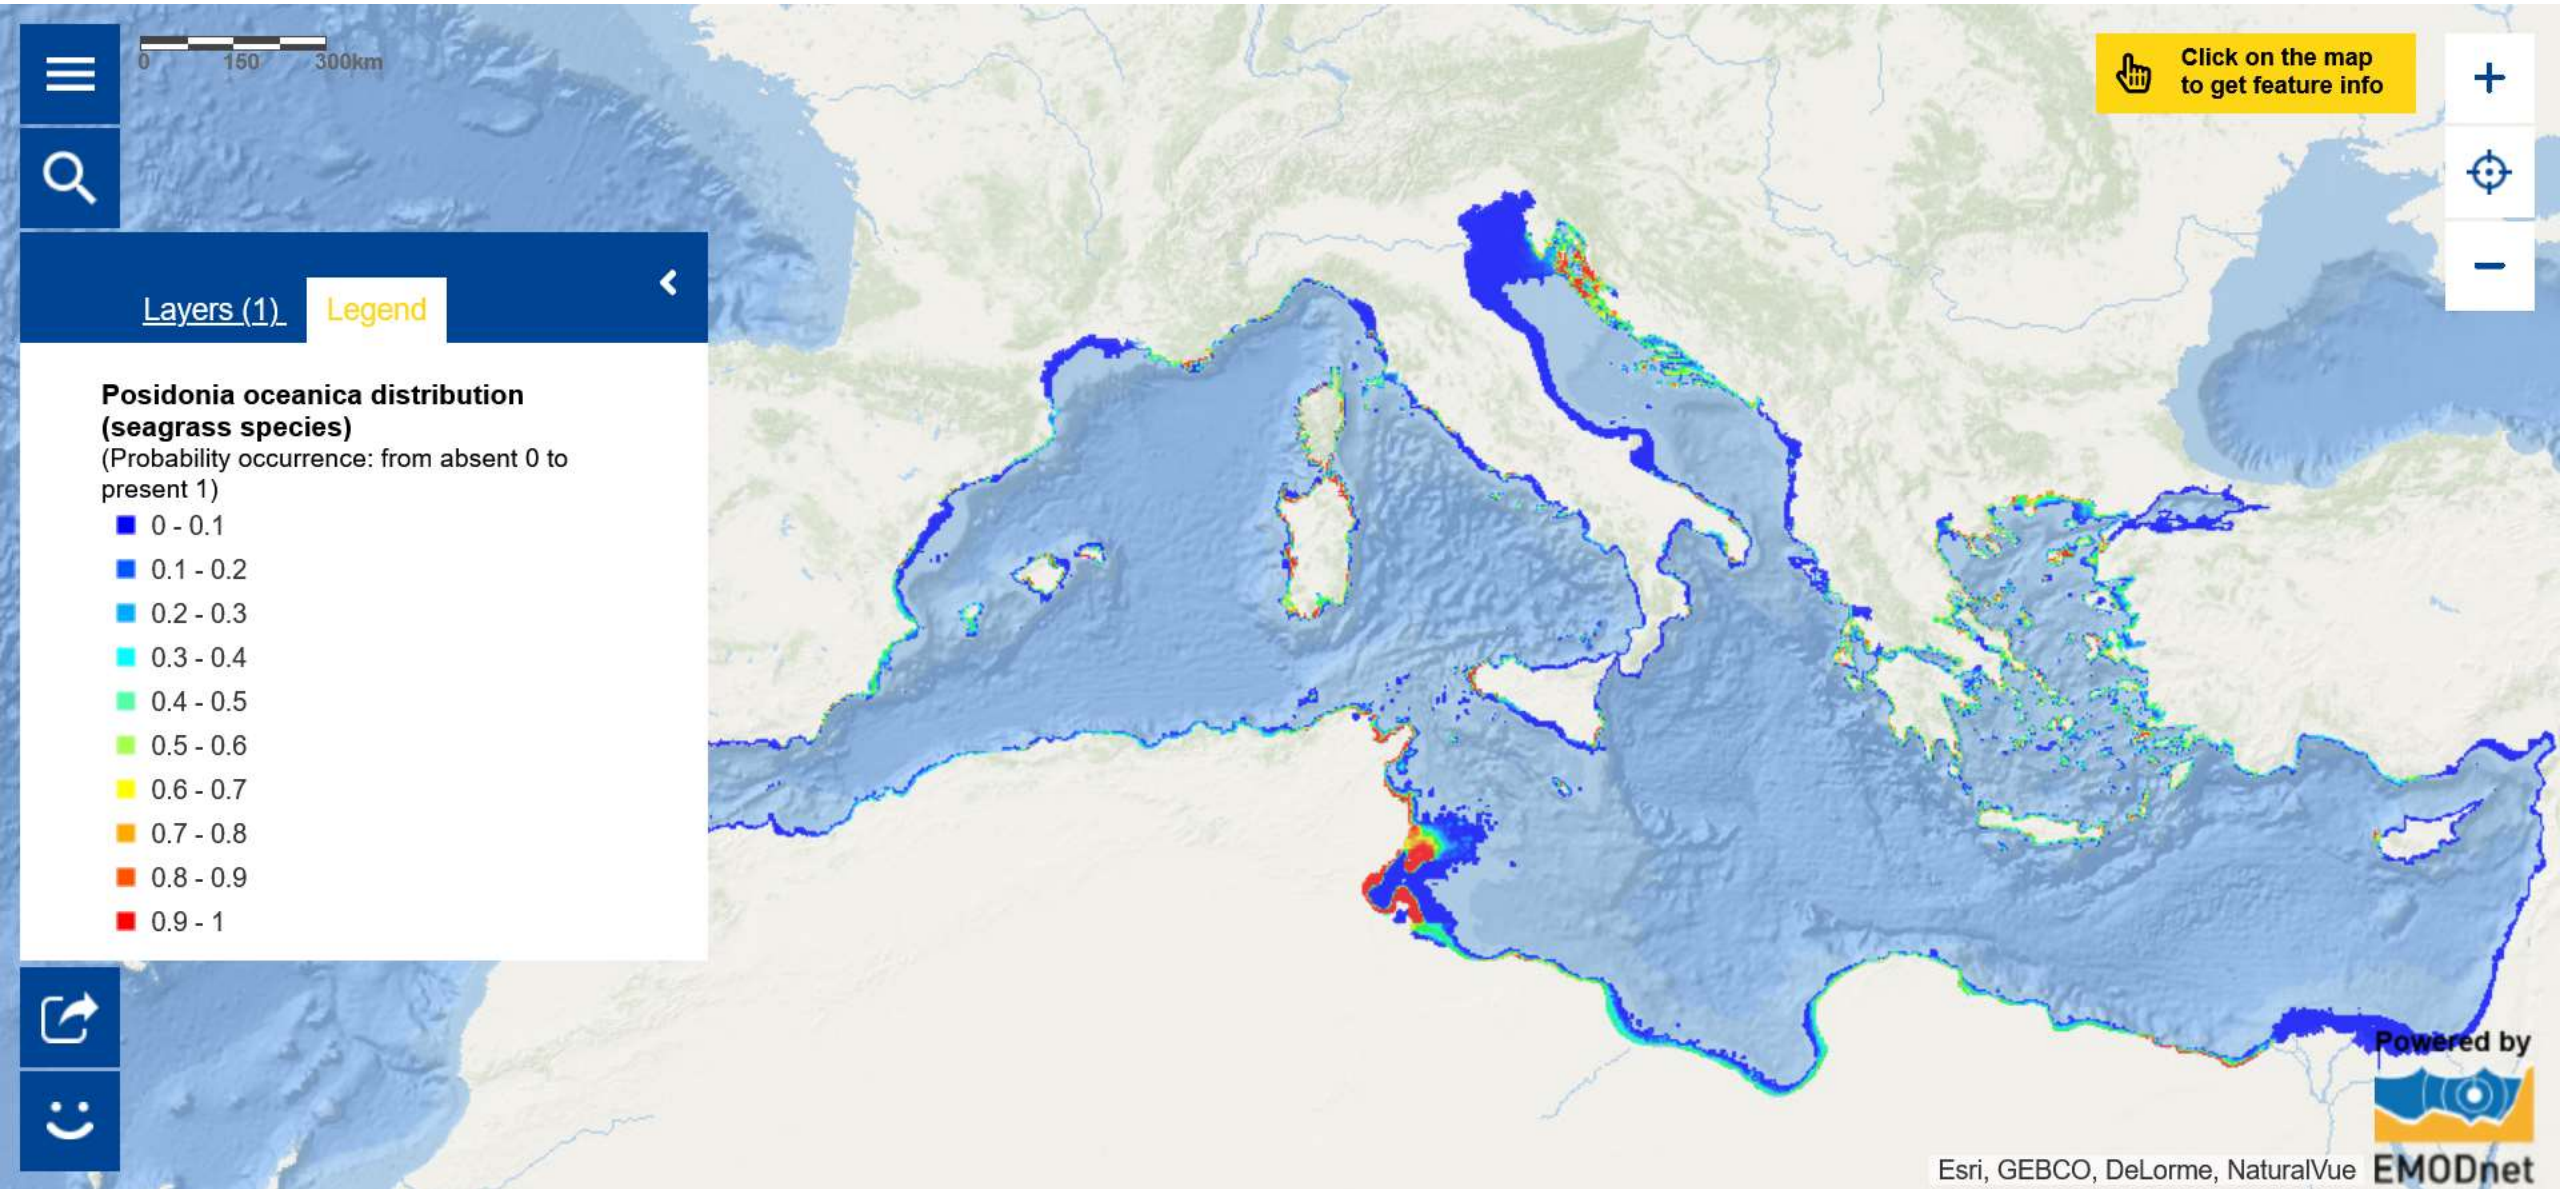 0 150 300km
Click on the map
to get feature info
Layers (1)
Legend
Posidonia oceanica distribution
(seagrass species)
(Probability occurrence: from absent 0 to
present 1)
0 - 0.1
0.1 - 0.2
0.2 - 0.3
0.3 - 0.4
0.4 - 0.5
0.5 - 0.6
0.6 - 0.7
0.7 - 0.8
0.8 - 0.9
0.9 - 1
Powered by
EMODnet
Esri, GEBCO, DeLorme, NaturalVue